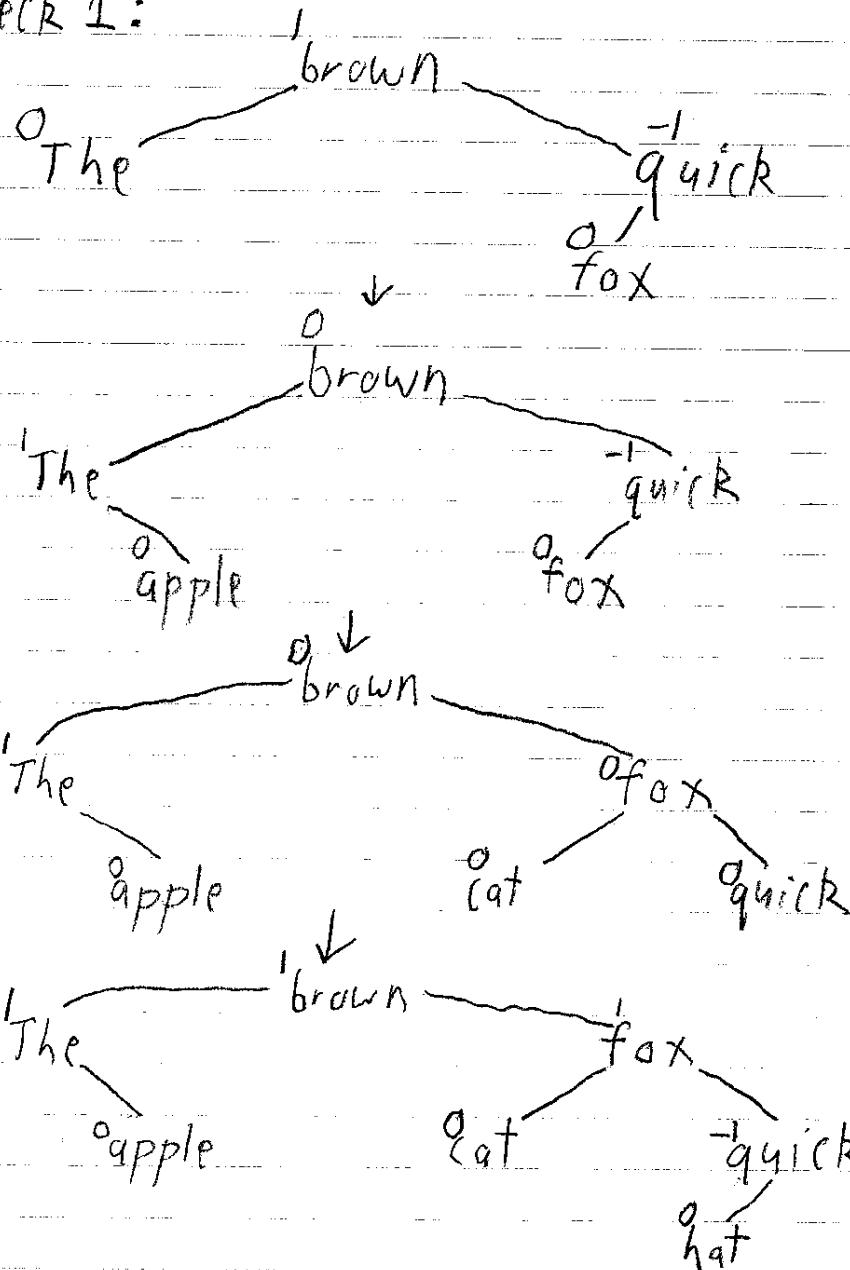 1:
1
brown
0 The -1 quick
0 fox
↓
0
brown
1 The -1 quick
0 apple 0 fox
↓
0 brown
1 The 0 fox
0 apple 0 cat 0 quick
↓
1 brown
1 The 1 fox
0 apple 0 cat -1 quick
0 hat